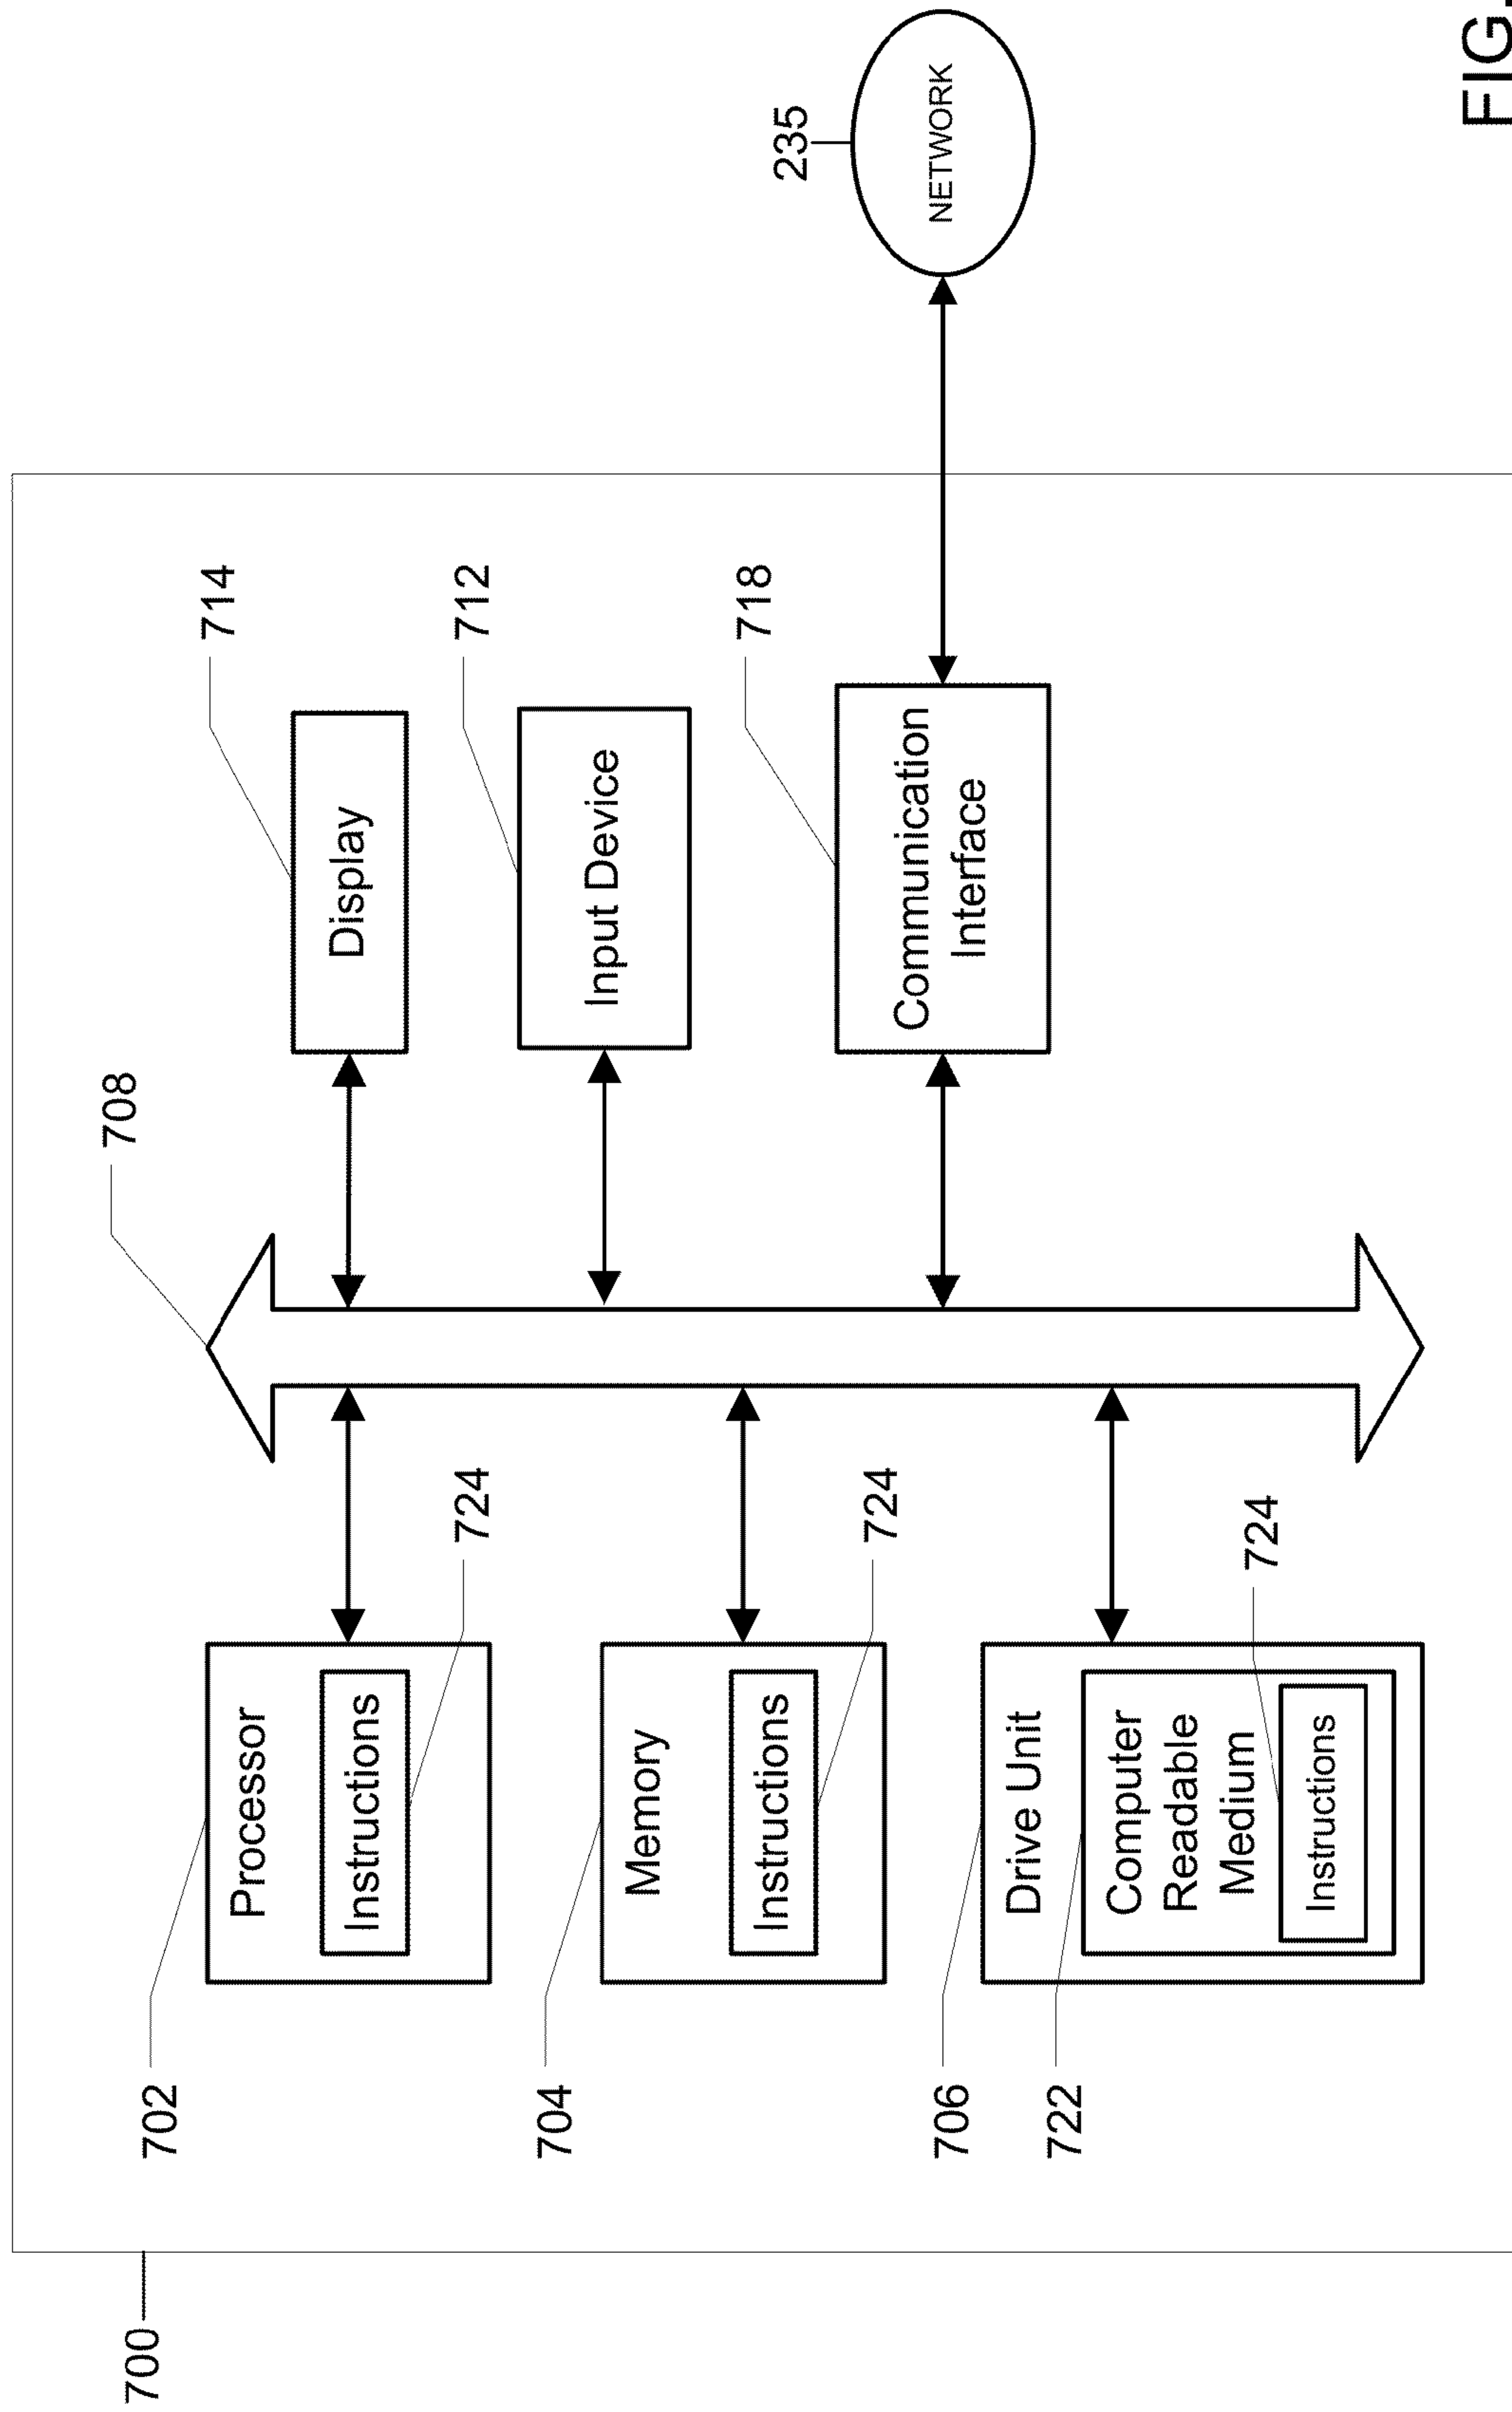 700
702
Processor
Instructions
724
704
Memory
Instructions
724
706
Drive Unit
722
Computer
Readable
Medium
Instructions
724
708
714
Display
712
Input Device
718
Communication
Interface
235
NETWORK
FIG.